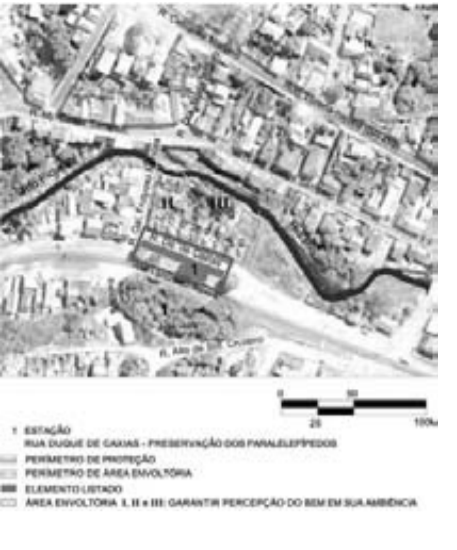 II
III
1
I
0 50
25 100m
1 ESTAÇÃO
RUA DUQUE DE CAXIAS - PRESERVAÇÃO DOS PARALELEPÍPEDOS
PERÍMETRO DE PROTEÇÃO
PERÍMETRO DE ÁREA ENVOLTÓRIA
ELEMENTO LISTADO
ÁREA ENVOLTÓRIA I, II e III: GARANTIR PERCEPÇÃO DO BEM EM SUA AMBIÊNCIA